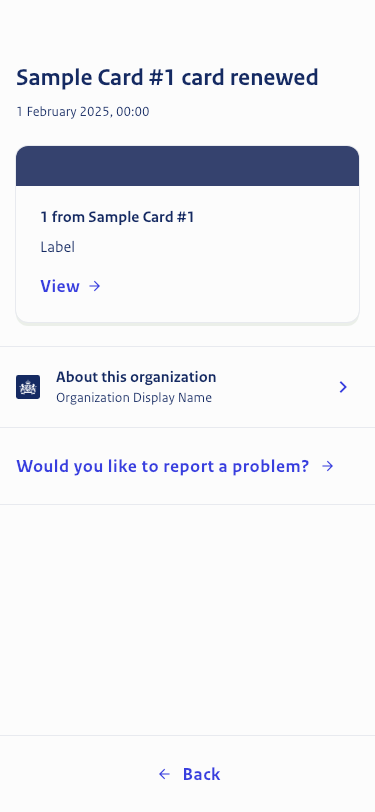 Sample Card #1 card renewed
1 February 2025, 00:00
1 from Sample Card #1
Label
View
About this organization
Organization Display Name
Would you like to report a problem?
Back